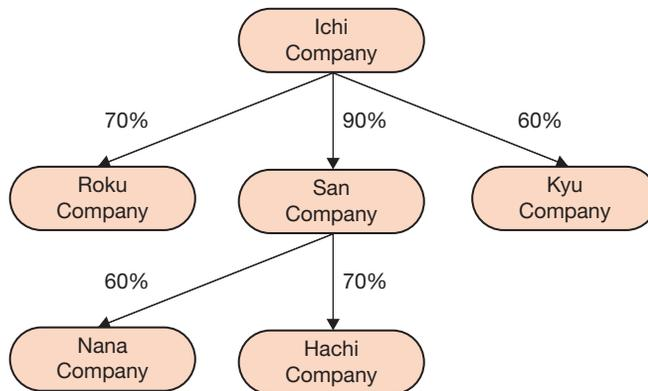 Ichi
Company
70%
90%
60%
Roku
Company
San
Company
Kyu
Company
60%
70%
Nana
Company
Hachi
Company